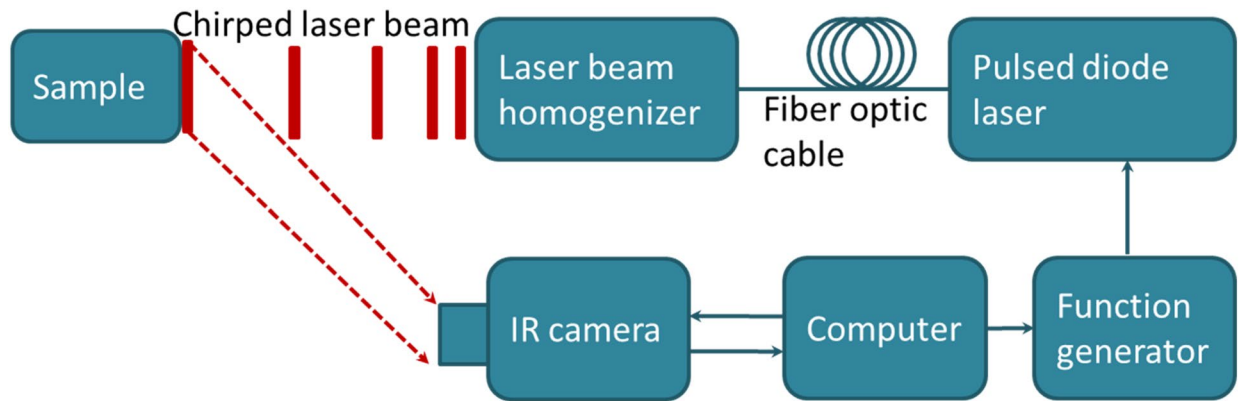 Chirped laser beam
Sample
Laser beam
homogenizer
Fiber optic
cable
Pulsed diode
laser
IR camera
Computer
Function
generator